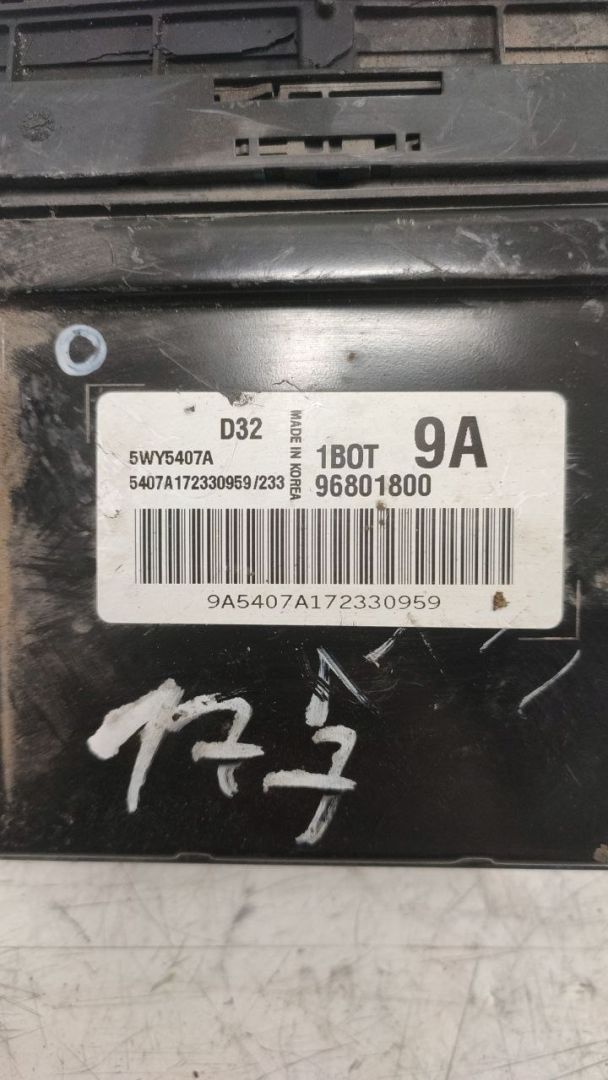 D32
MADE IN KOREA
1BOT 9A
5WY5407A
5407A172330959/233
96801800
9A5407A172330959